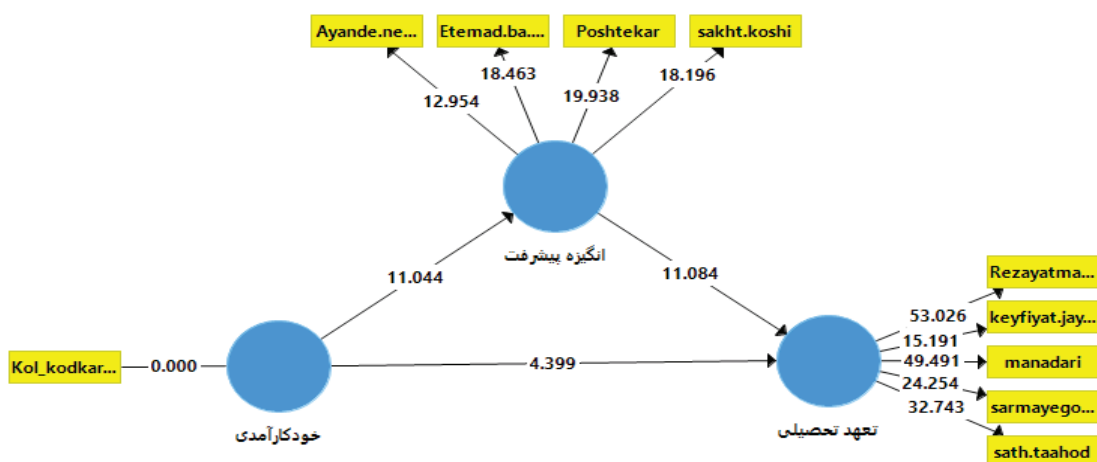 Ayande.ne...
Etemad.ba....
Poshtekar
sakht.koshi
12.954
18.463
19.938
18.196
انگیزه پیشرفت
11.044
11.084
Kol_kodkar...
0.000
خودکارآمدی
4.399
تعهد تحصیلی
53.026
15.191
49.491
24.254
32.743
Rezayatma...
keyfiyat.jay...
manadari
sarmayego...
sath.taahod